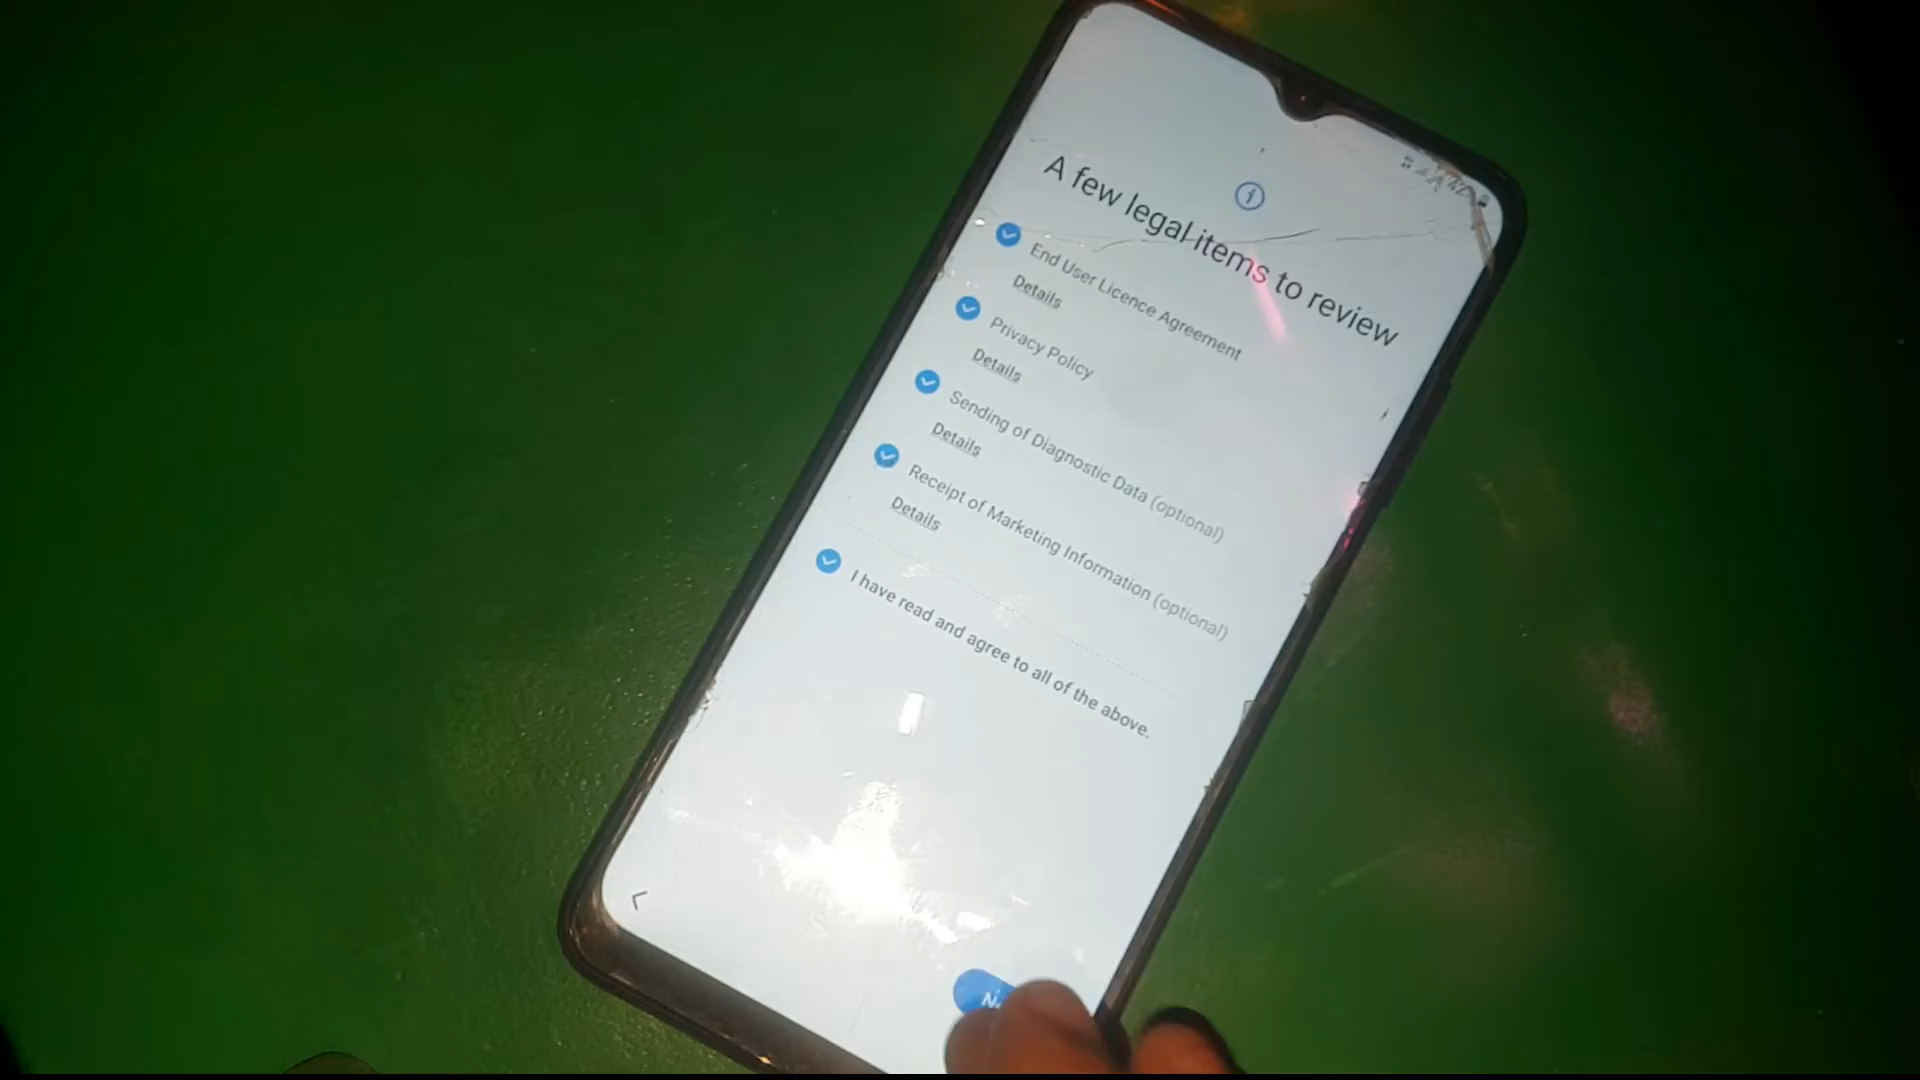 A few legal items to review
End User Licence Agreement
Details
Privacy Policy
Details
Sending of Diagnostic Data (optional)
Details
Receipt of Marketing Information (optional)
Details
I have read and agree to all of the above.